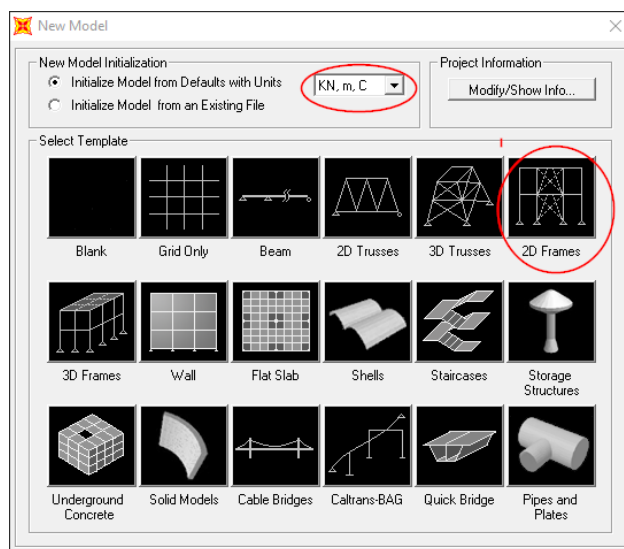 New Model
New Model Initialization
Project Information
Initialize Model from Defaults with Units
KN, m, C
Modify/Show Info...
Initialize Model from an Existing File
Select Template
Blank
Grid Only
Beam
2D Trusses
3D Trusses
2D Frames
3D Frames
Wall
Flat Slab
Shells
Staircases
Storage
Structures
Underground
Concrete
Solid Models
Cable Bridges
Caltrans-BAG
Quick Bridge
Pipes and
Plates